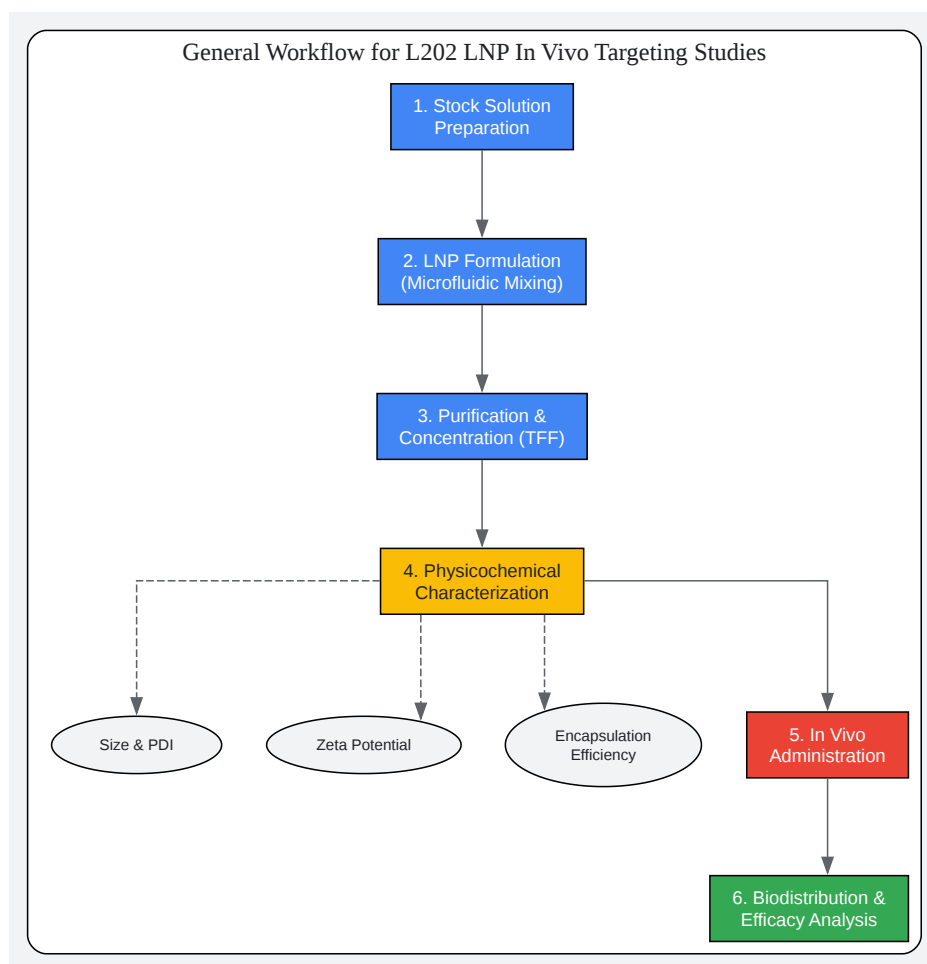 General Workflow for L202 LNP In Vivo Targeting Studies
1. Stock Solution
Preparation
2. LNP Formulation
(Microfluidic Mixing)
3. Purification &
Concentration (TFF)
4. Physicochemical
Characterization
Size & PDI
Zeta Potential
Encapsulation
Efficiency
5. In Vivo
Administration
6. Biodistribution &
Efficacy Analysis